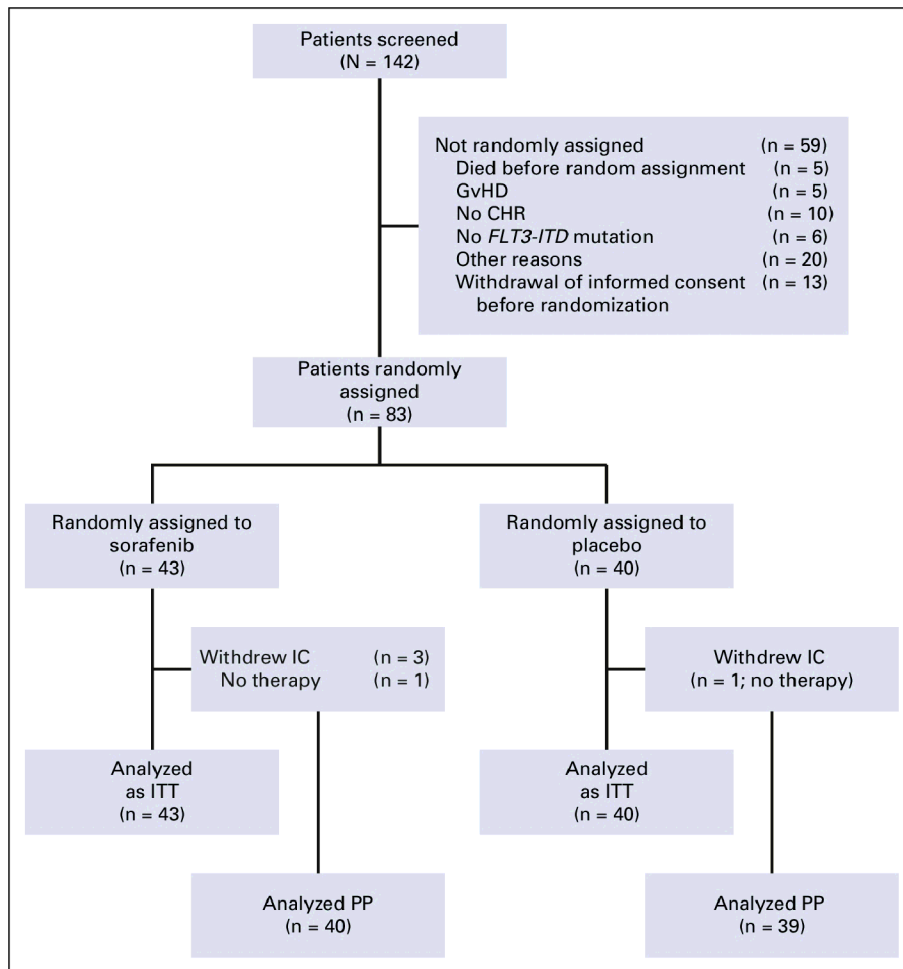 Patients screened
(N = 142)
Not randomly assigned (n = 59)
Died before random assignment (n = 5)
GvHD (n = 5)
No CHR (n = 10)
No FLT3-ITD mutation (n = 6)
Other reasons (n = 20)
Withdrawal of informed consent (n = 13)
before randomization
Patients randomly
assigned
(n = 83)
Randomly assigned to
sorafenib
(n = 43)
Randomly assigned to
placebo
(n = 40)
Withdrew IC (n = 3)
No therapy (n = 1)
Withdrew IC
(n = 1; no therapy)
Analyzed
as ITT
(n = 43)
Analyzed
as ITT
(n = 40)
Analyzed PP
(n = 40)
Analyzed PP
(n = 39)